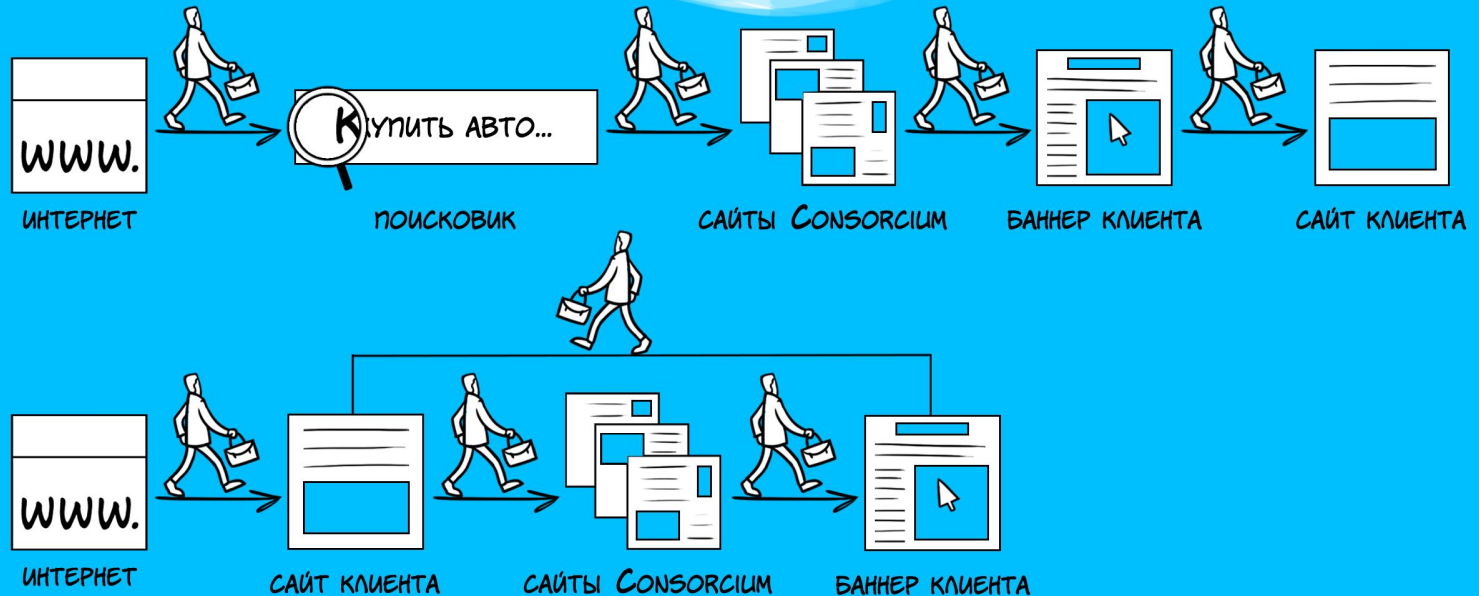 www.
КУПИТЬ АВТО...
ИНТЕРНЕТ
ПОИСКОВИК
САЙТЫ CONSORCIUM
БАННЕР КЛИЕНТА
САЙТ КЛИЕНТА
www.
ИНТЕРНЕТ
САЙТ КЛИЕНТА
САЙТЫ CONSORCIUM
БАННЕР КЛИЕНТА